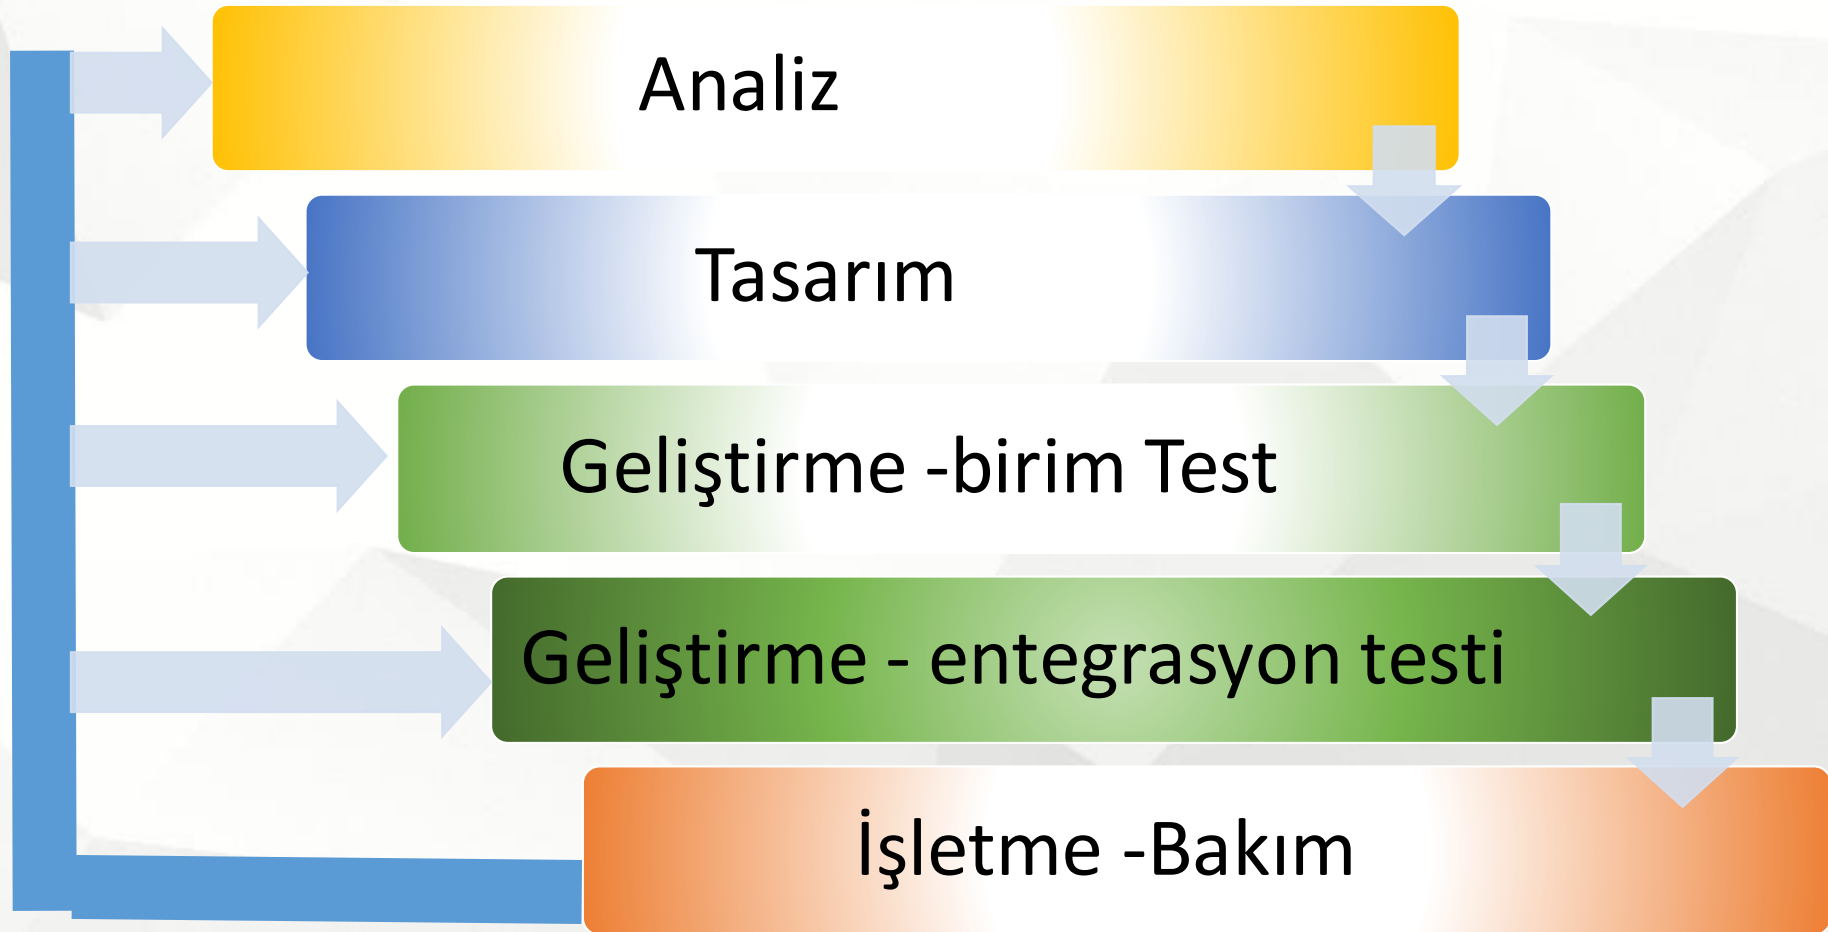 Analiz
Tasarım
Geliştirme -birim Test
Geliştirme - entegrasyon testi
İşletme -Bakım